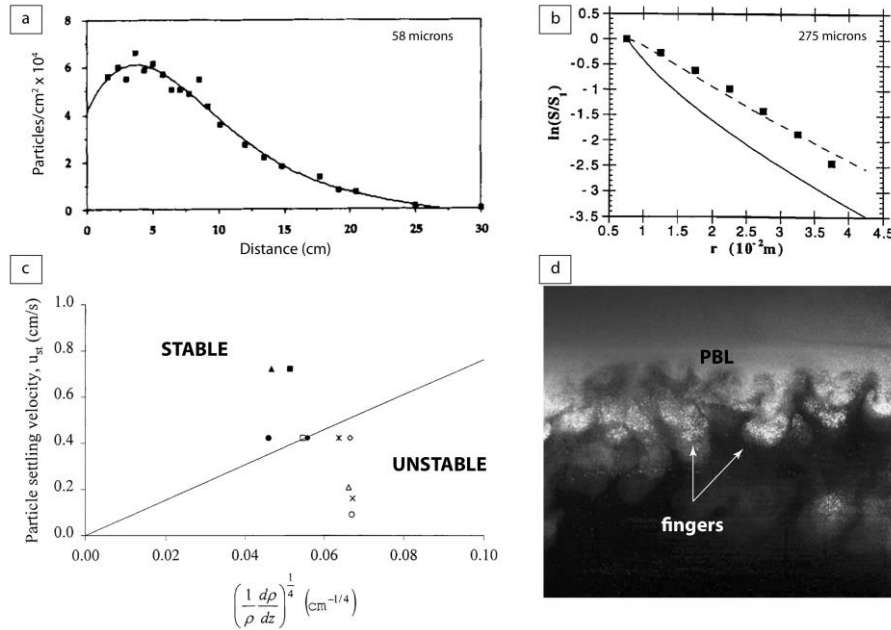 a
58 microns
8
6
4
2
0
Particles/cm² x 10⁴
0 5 10 15 20 25 30
Distance (cm)
b
275 microns
0.5
0
-0.5
-1
-1.5
-2
-2.5
-3
-3.5
ln(S/S₁)
0.5 1 1.5 2 2.5 3 3.5 4 4.5
r (10⁻²m)
c
STABLE
UNSTABLE
1.0
0.8
0.6
0.4
0.2
0.0
Particle settling velocity, uₛₜ (cm/s)
0.00 0.02 0.04 0.06 0.08 0.10
(1/ρ dρ/dz)^1/4 (cm⁻¹/⁴)
d
PBL
fingers